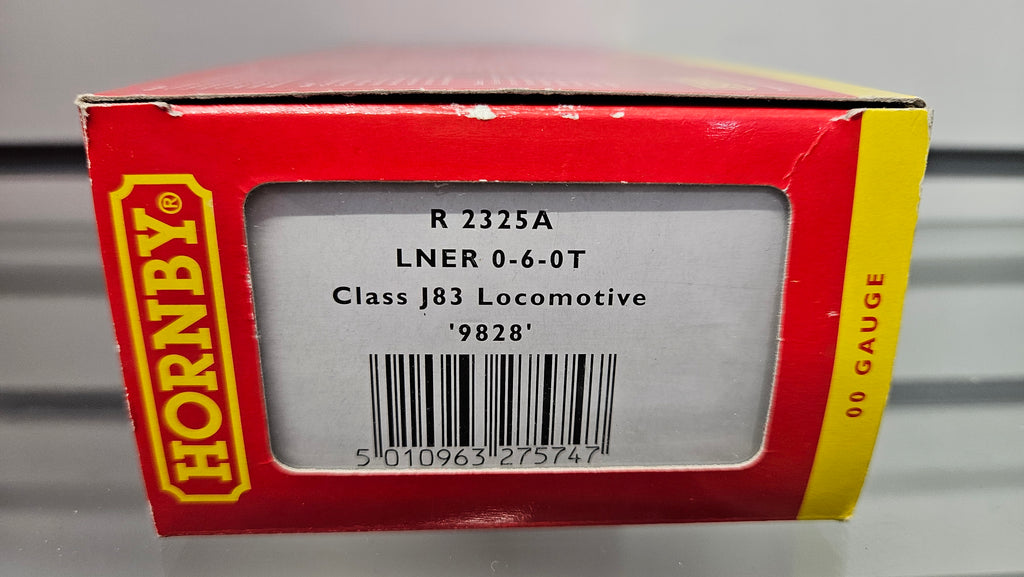 HORNBY®
R 2325A
LNER 0-6-0T
Class J83 Locomotive
'9828'
5 010963 275747
00 GAUGE